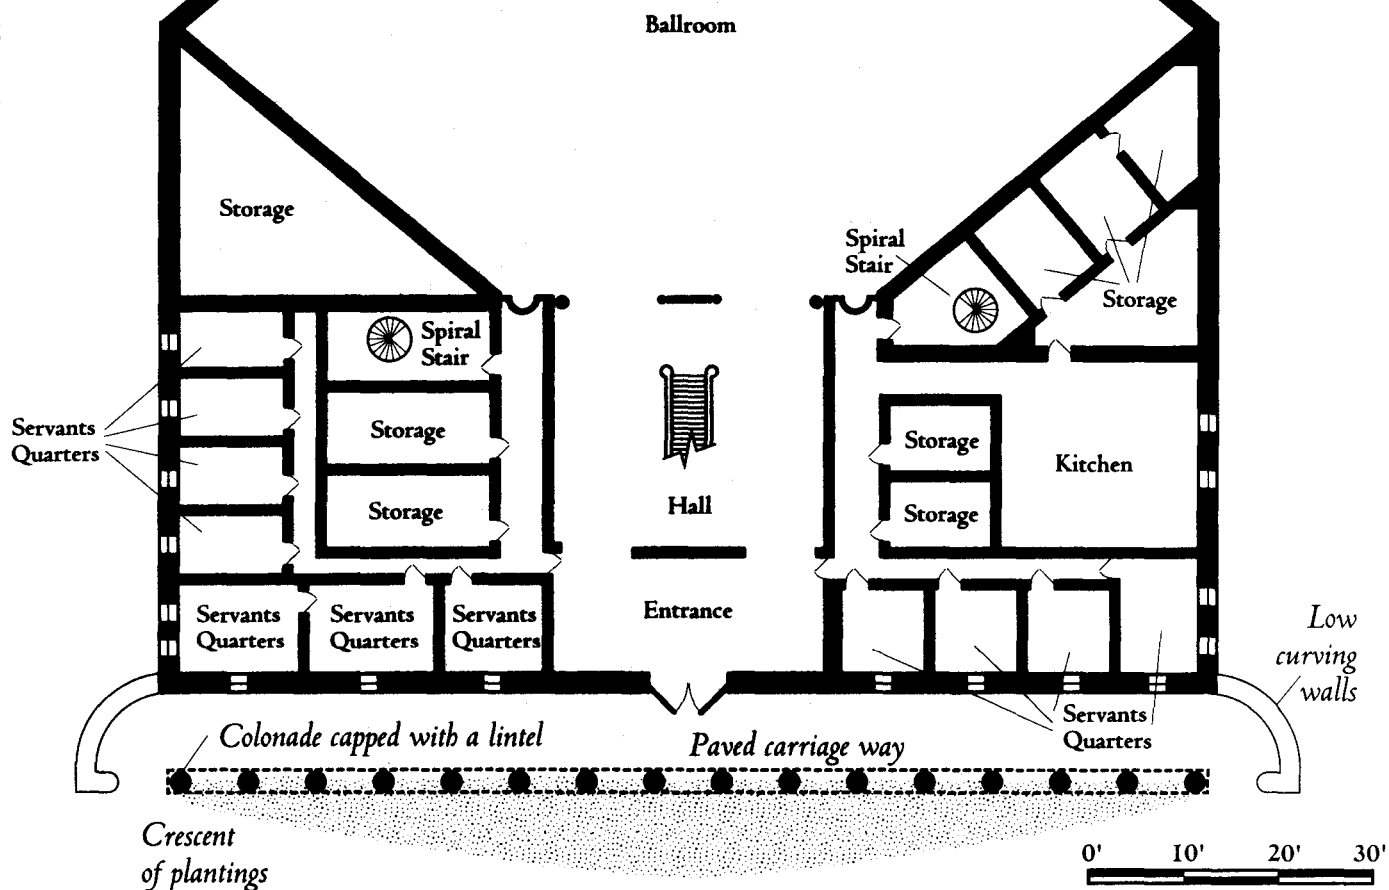 Ballroom
Storage
Spiral
Stair
Storage
Spiral
Stair
Servants
Quarters
Storage
Storage
Storage
Storage
Kitchen
Hall
Servants
Quarters
Servants
Quarters
Servants
Quarters
Entrance
Low
curving
walls
Servants
Quarters
Colonade capped with a lintel
Paved carriage way
Crescent
of plantings
0' 10' 20' 30'